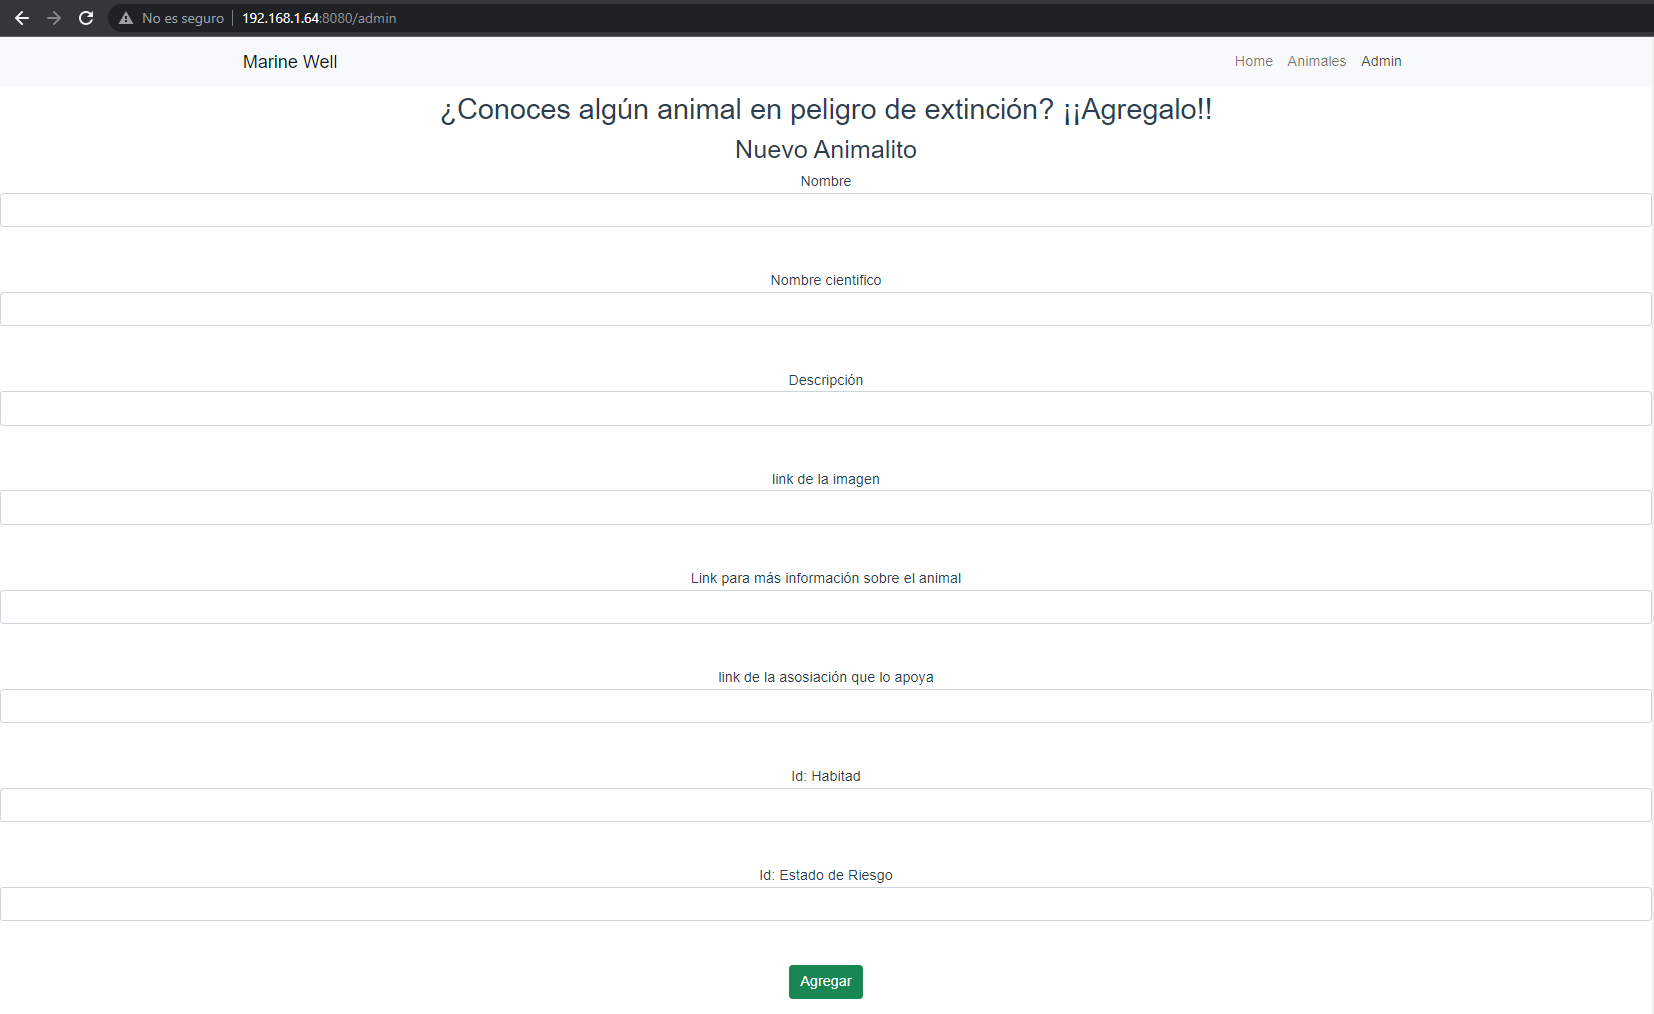 No es seguro 192.168.1.64:8080/admin
Marine Well Home Animales Admin
¿Conoces algún animal en peligro de extinción? ¡¡Agregalo!!
Nuevo Animalito
Nombre
Nombre cientifico
Descripción
link de la imagen
Link para más información sobre el animal
link de la asosiación que lo apoya
Id: Habitad
Id: Estado de Riesgo
Agregar